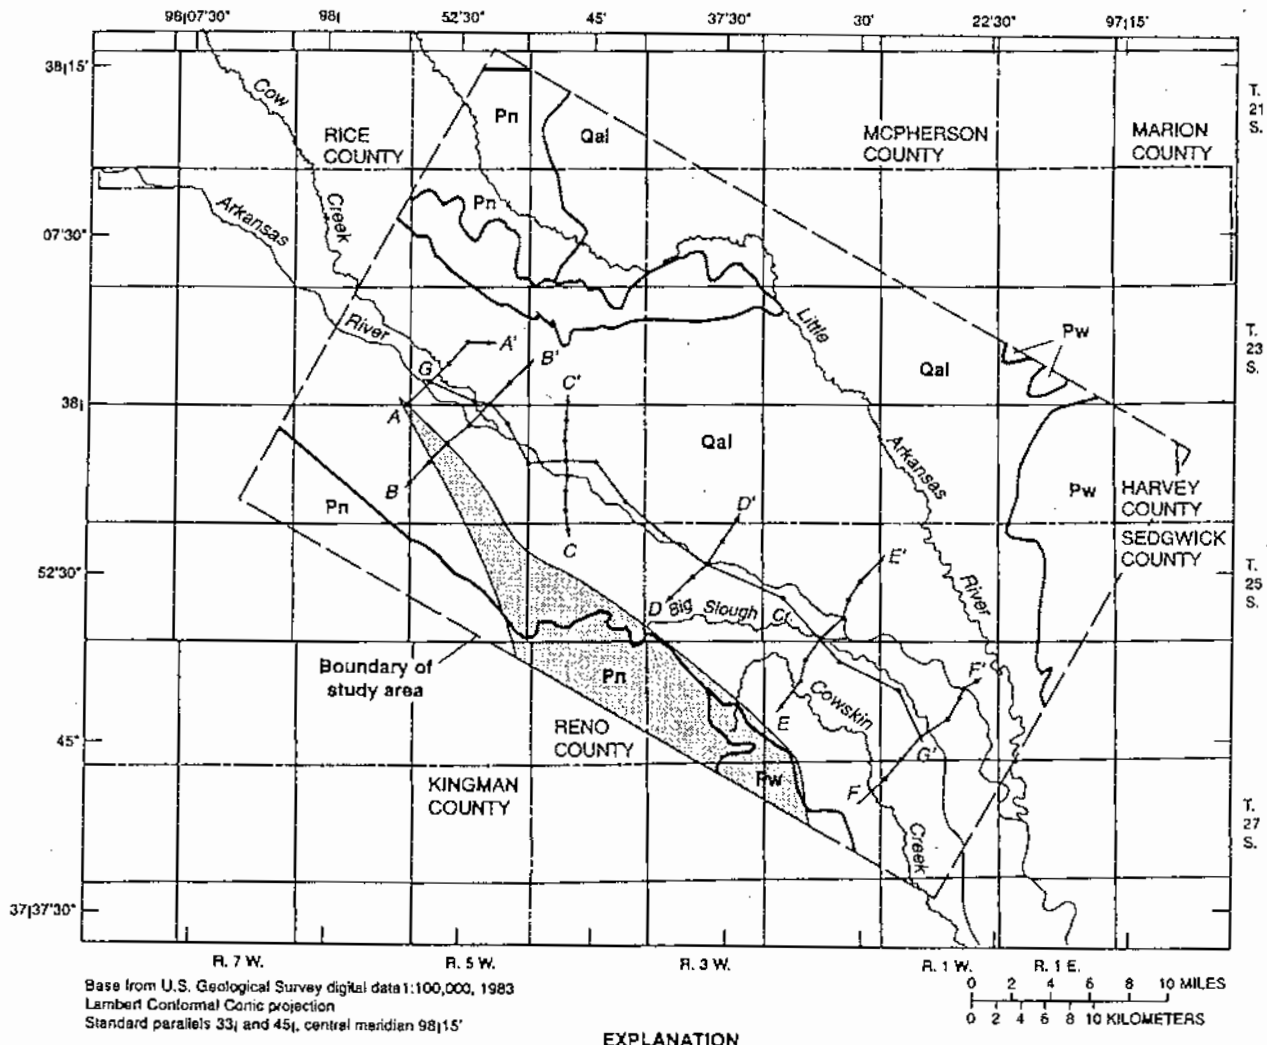 98¡07'30" 98¡ 52'30" 45' 37'30" 30' 22'30" 97¡15'
38¡15'
T.
21
S.
Cow
Pn
Qal
RICE
COUNTY
MCPHERSON
COUNTY
MARION
COUNTY
Arkansas
Creek
Pn
07'30"
River
Little
T.
23
S.
A'
B'
Pw
G
C'
Qal
38¡
A
Qal
Arkansas
B
Pn
Pw
HARVEY
COUNTY
D'
SEDGWICK
COUNTY
C
E'
52'30"
River
T.
25
S.
D
Big Slough Cr.
Boundary of
study area
Pn
F'
Cowskin
E
RENO
COUNTY
45'
G'
Pw
KINGMAN
COUNTY
F
T.
27
S.
Creek
37¡37'30"
R. 7 W. R. 5 W. R. 3 W. R. 1 W. R. 1 E.
Base from U.S. Geological Survey digital data 1:100,000, 1983
Lambert Conformal Conic projection
Standard parallels 33¡ and 45¡, central meridian 98¡15'
0 2 4 6 8 10 MILES
0 2 4 6 8 10 KILOMETERS
EXPLANATION